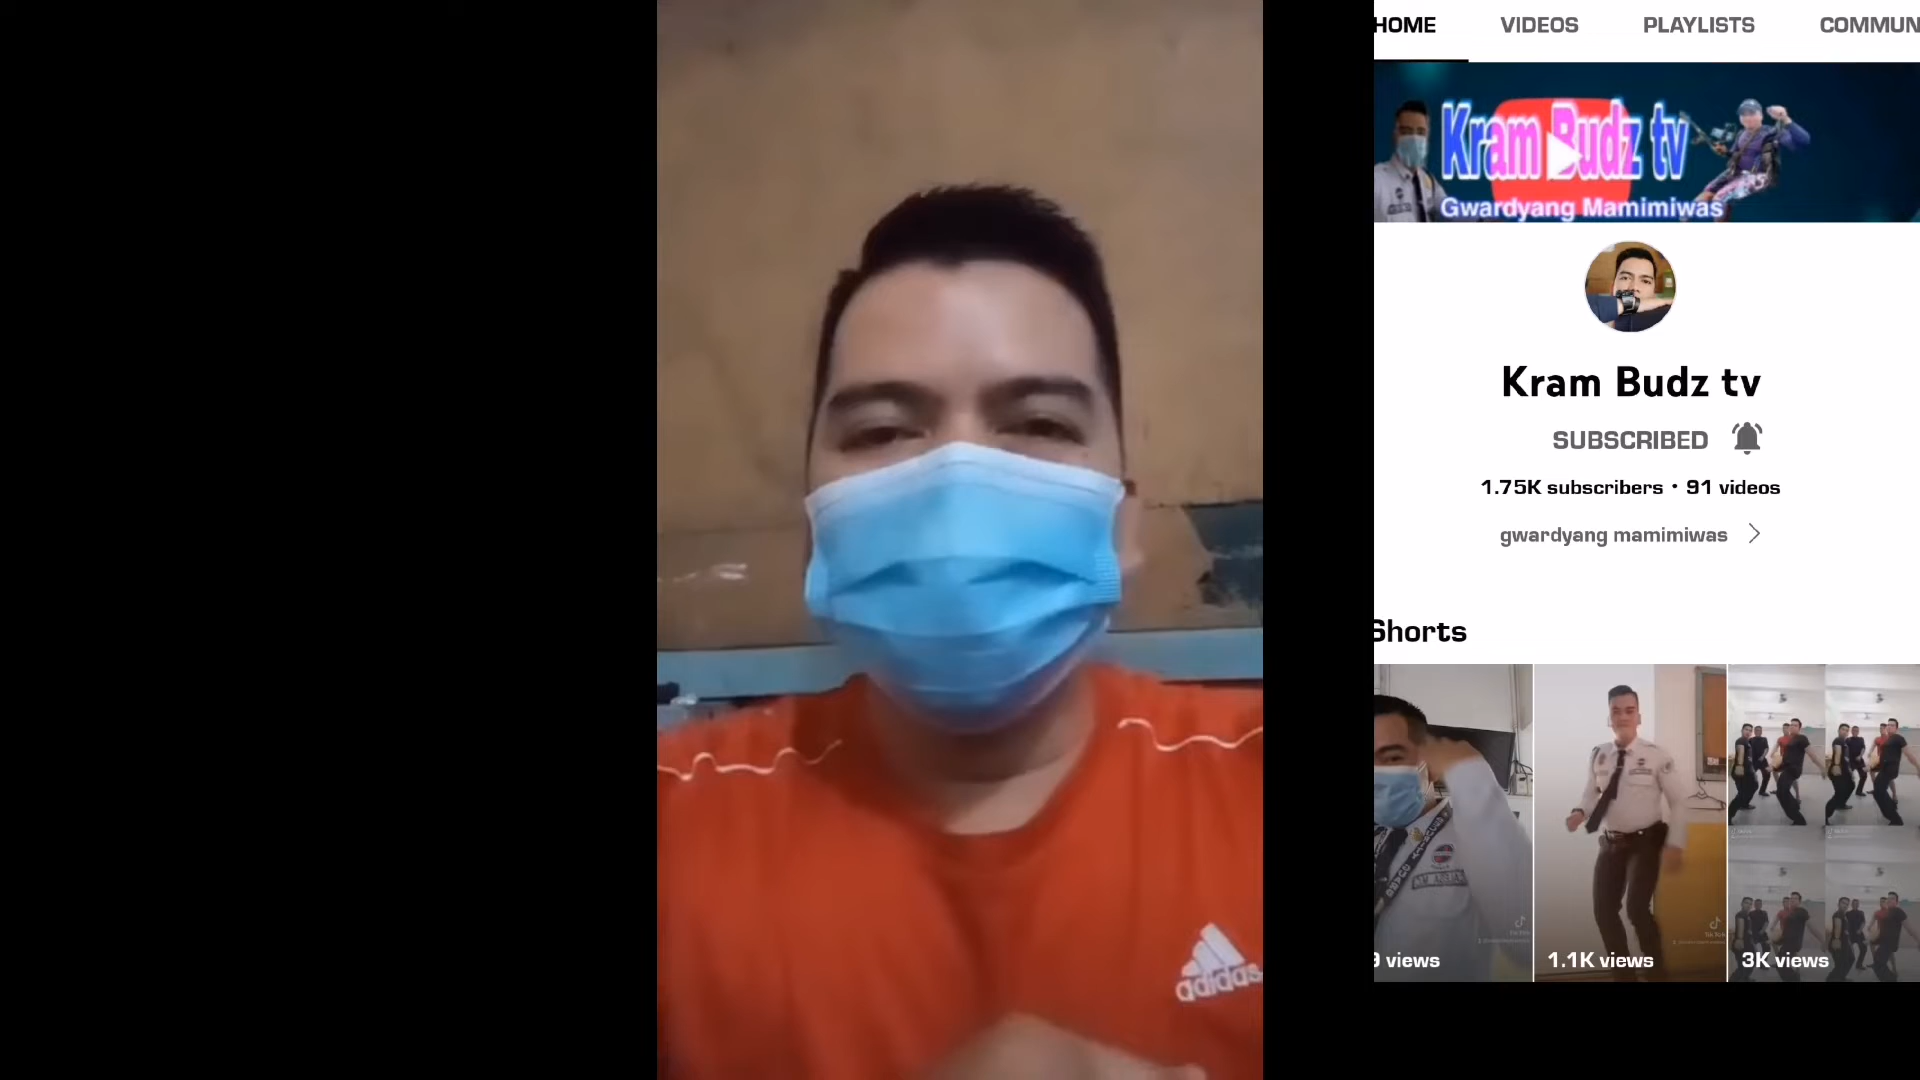 HOME VIDEOS PLAYLISTS COMMUN
Kram Budz tv
Gwardyang Mamimiwas
Kram Budz tv
SUBSCRIBED
1.75K subscribers • 91 videos
gwardyang mamimiwas
Shorts
views 1.1K views 3K views
adidas